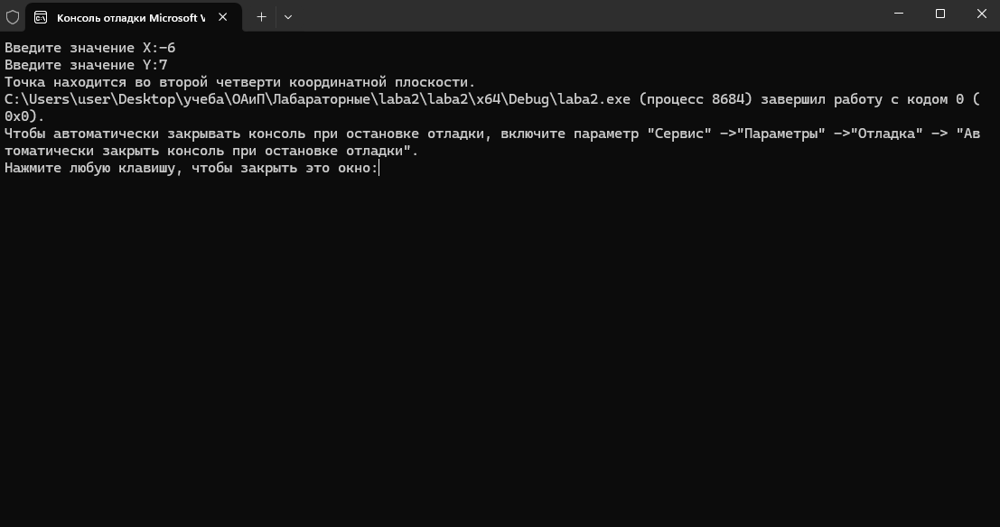 Консоль отладки Microsoft V
Введите значение X:-6
Введите значение Y:7
Точка находится во второй четверти координатной плоскости.
C:\Users\user\Desktop\учеба\ОАиП\Лабараторные\laba2\laba2\x64\Debug\laba2.exe (процесс 8684) завершил работу с кодом 0 (
0x0).
Чтобы автоматически закрывать консоль при остановке отладки, включите параметр "Сервис" ->"Параметры" ->"Отладка" -> "Ав
томатически закрыть консоль при остановке отладки".
Нажмите любую клавишу, чтобы закрыть это окно: